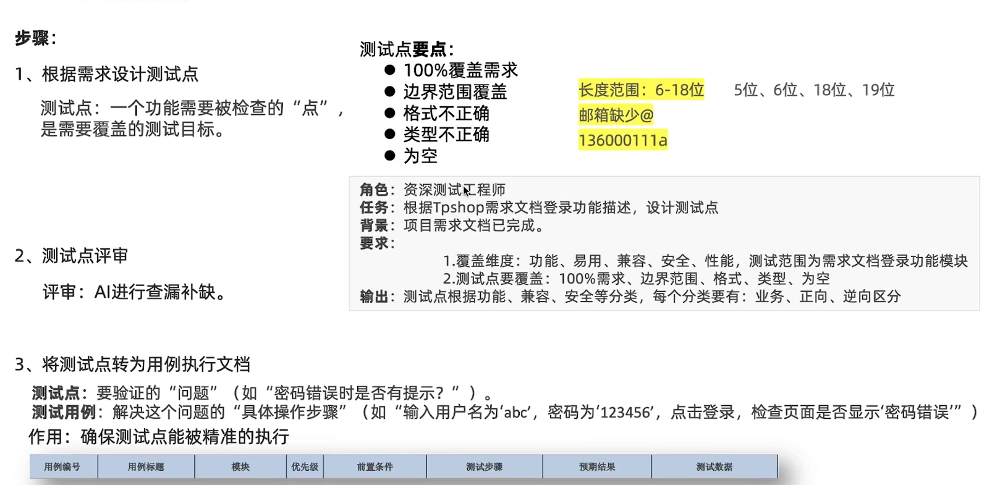 步骤：
1、根据需求设计测试点
测试点：一个功能需要被检查的“点”，
是需要覆盖的测试目标。
测试点要点：
● 100%覆盖需求
● 边界范围覆盖
● 格式不正确
● 类型不正确
● 为空
长度范围：6-18位 5位、6位、18位、19位
邮箱缺少@
136000111a
角色：资深测试工程师
任务：根据Tpshop需求文档登录功能描述，设计测试点
背景：项目需求文档已完成。
要求：
1.覆盖维度：功能、易用、兼容、安全、性能，测试范围为需求文档登录功能模块
2.测试点要覆盖：100%需求、边界范围、格式、类型、为空
输出：测试点根据功能、兼容、安全等分类，每个分类要有：业务、正向、逆向区分
2、测试点评审
评审：AI进行查漏补缺。
3、将测试点转为用例执行文档
测试点：要验证的“问题”（如“密码错误时是否有提示？”）。
测试用例：解决这个问题的“具体操作步骤”（如“输入用户名为‘abc’，密码为‘123456’，点击登录，检查页面是否显示‘密码错误’”）
作用：确保测试点能被精准的执行
用例编号 用例标题 模块 优先级 前置条件 测试步骤 预期结果 测试数据